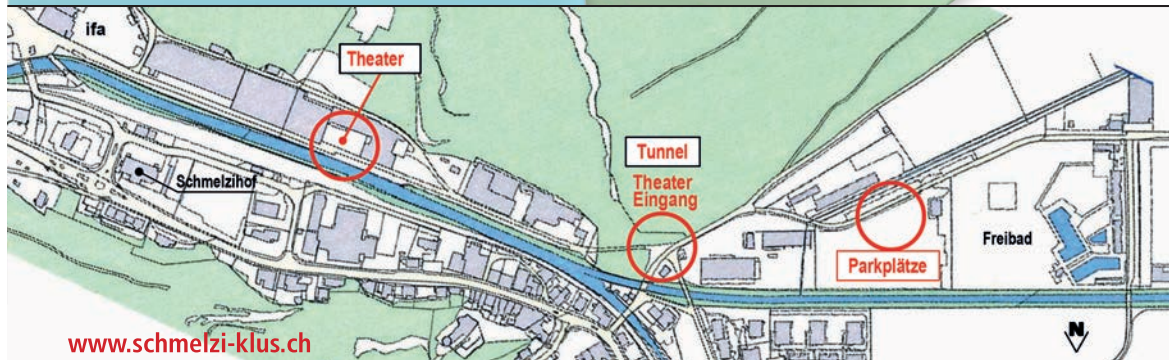 ifa
Theater
Schmelzihof
Tunnel
Theater
Eingang
Parkplätze
Freibad
N
www.schmelzi-klus.ch